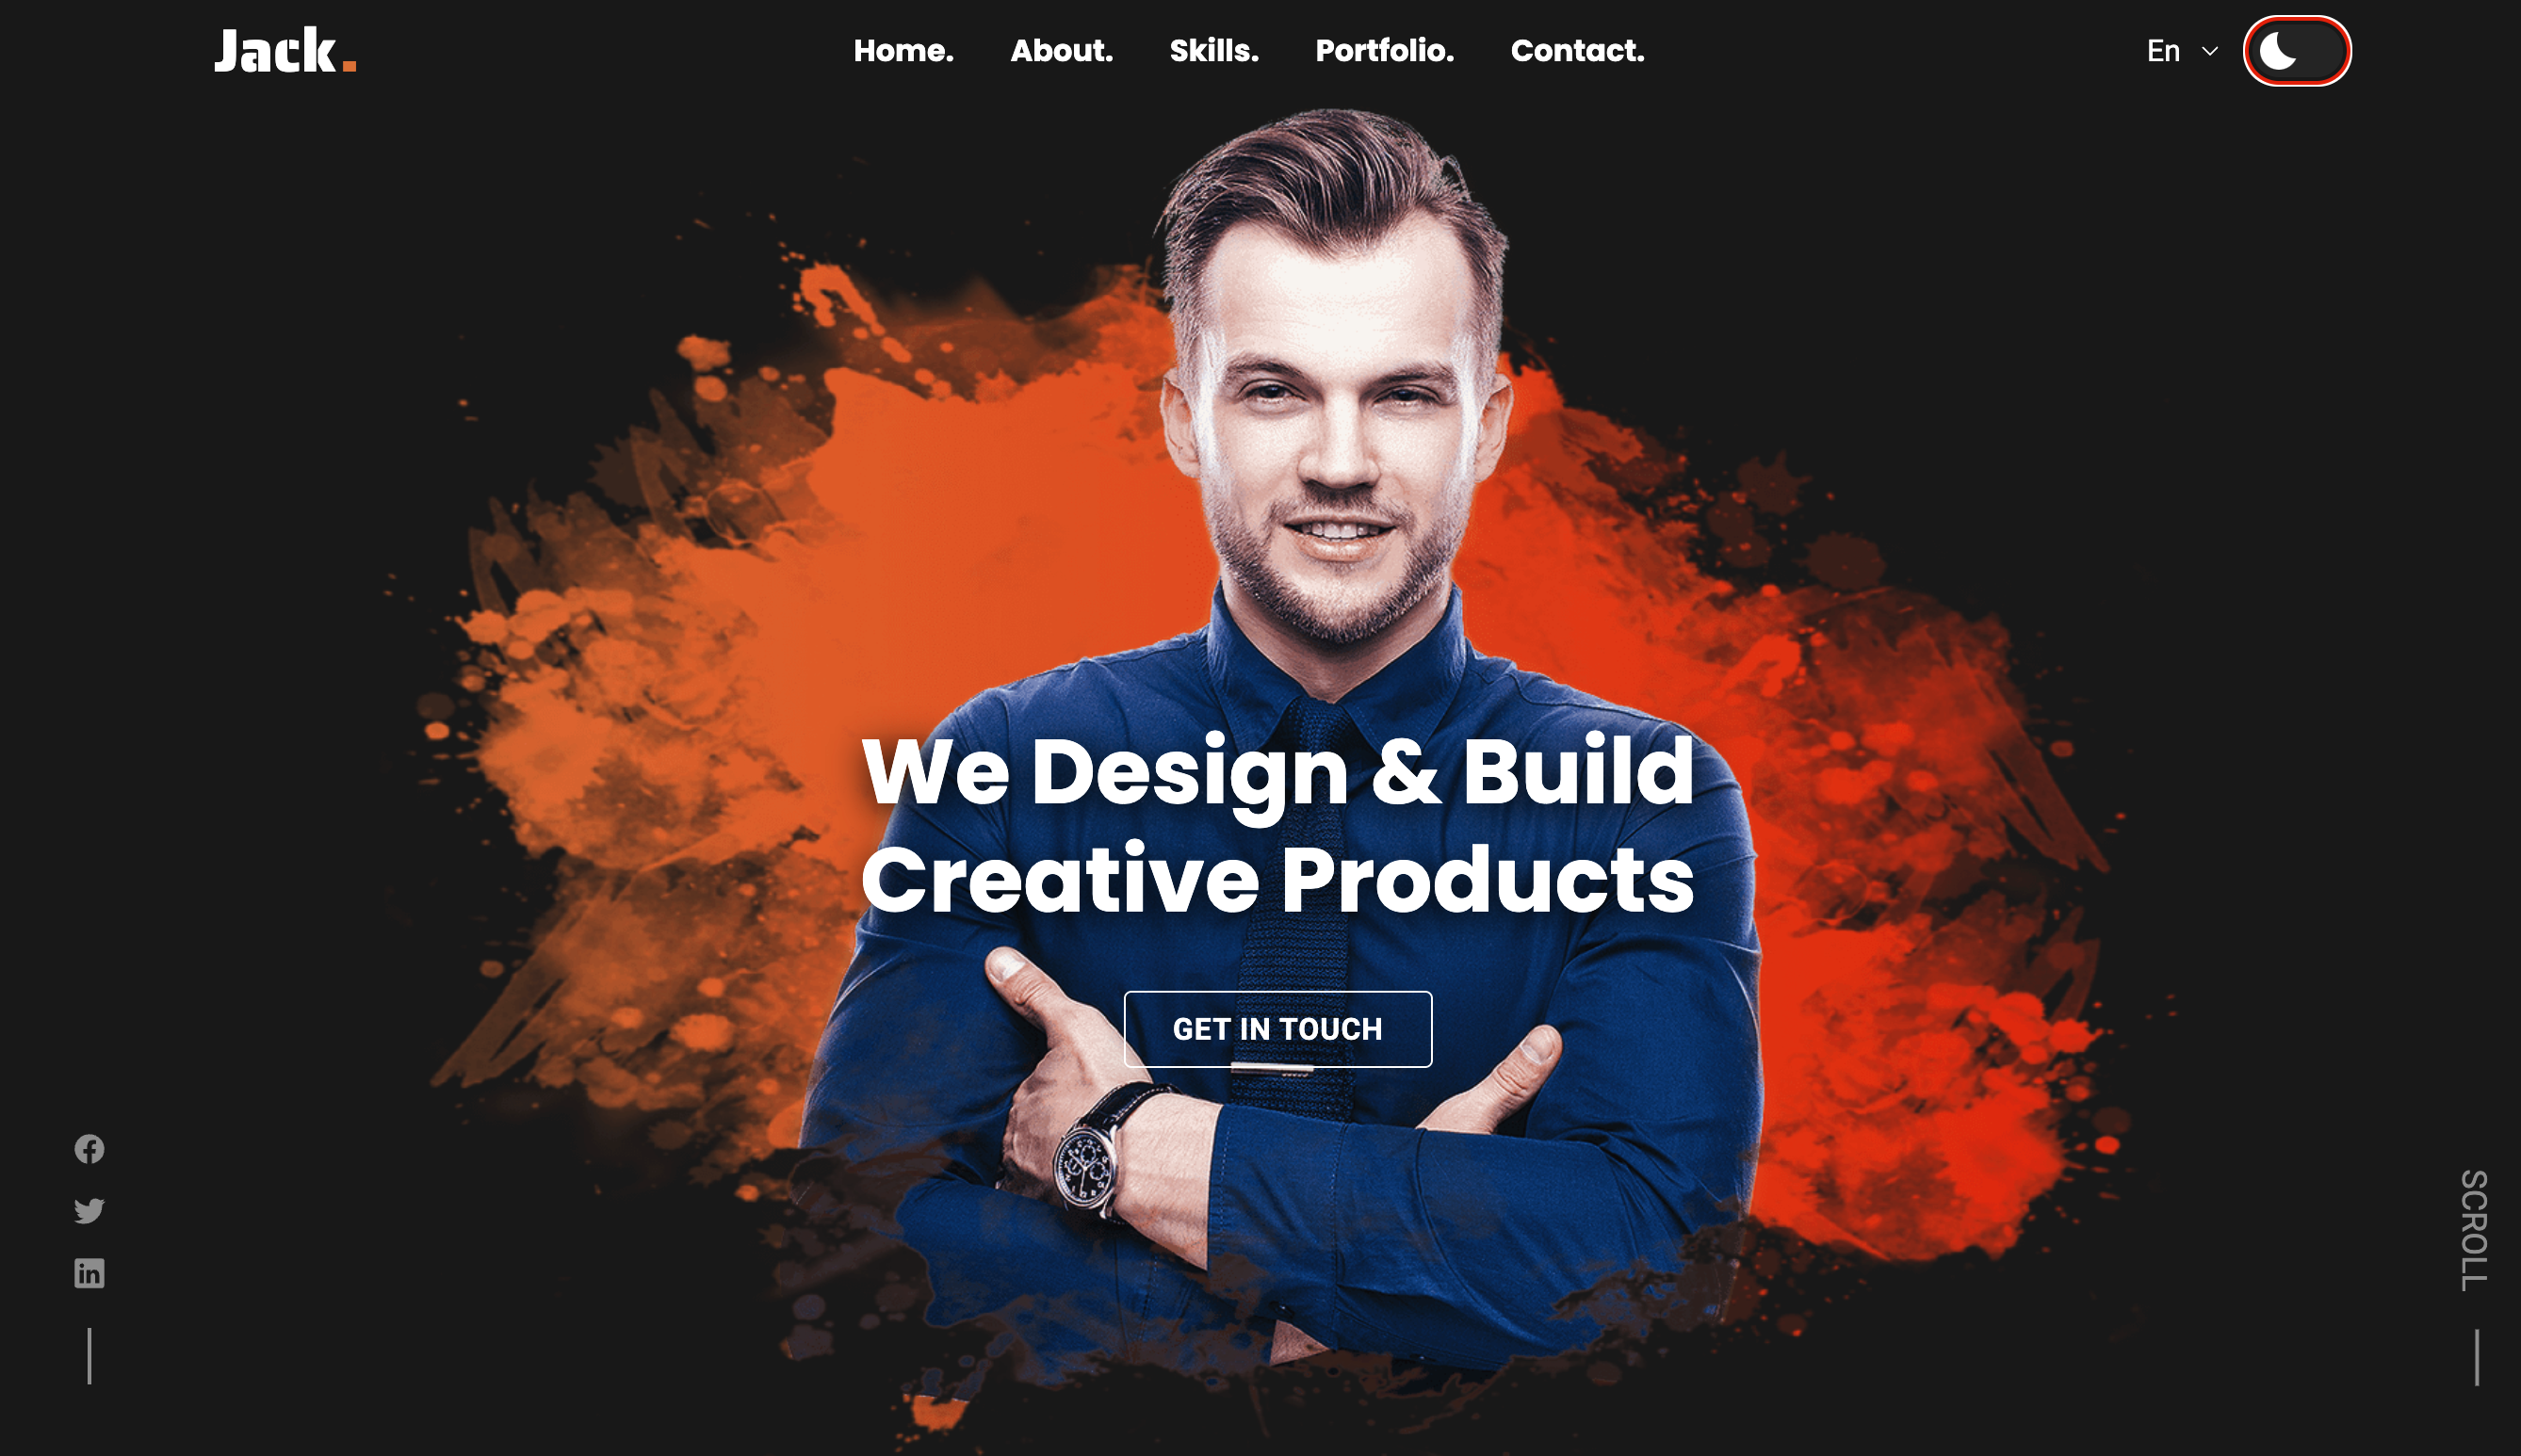 Jack.
Home. About. Skills. Portfolio. Contact.
En
We Design & Build
Creative Products
GET IN TOUCH
SCROLL